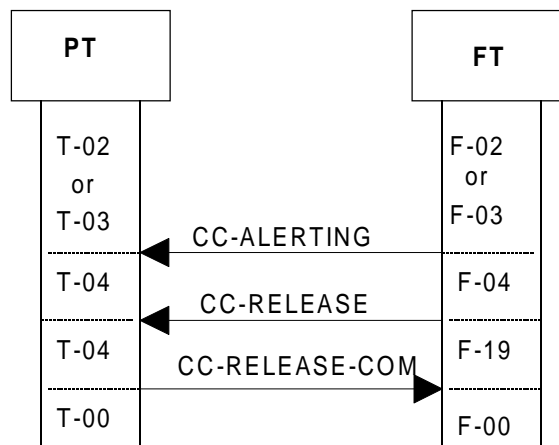 PT
FT
T-02
or
T-03
F-02
or
F-03
CC-ALERTING
T-04
F-04
CC-RELEASE
T-04
F-19
CC-RELEASE-COM
T-00
F-00